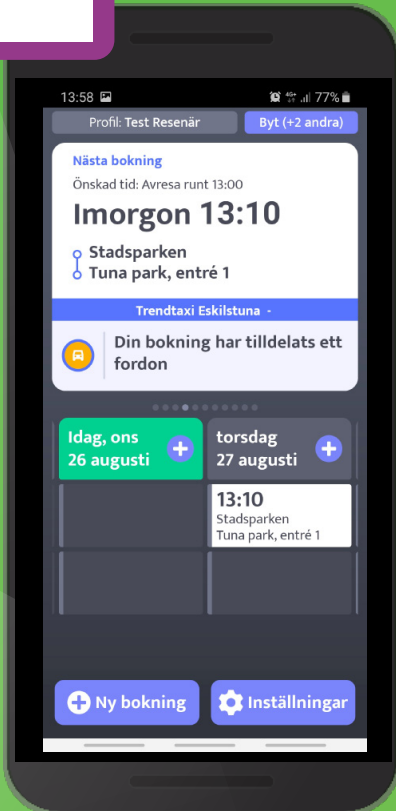 13:58 4G+ 77%
Profil: Test Resenär Byt (+2 andra)
Nästa bokning
Önskad tid: Avresa runt 13:00
Imorgon 13:10
Stadsparken
Tuna park, entré 1
Trendtaxi Eskilstuna -
Din bokning har tilldelats ett
fordon
Idag, ons
26 augusti
torsdag
27 augusti
13:10
Stadsparken
Tuna park, entré 1
Ny bokning Inställningar